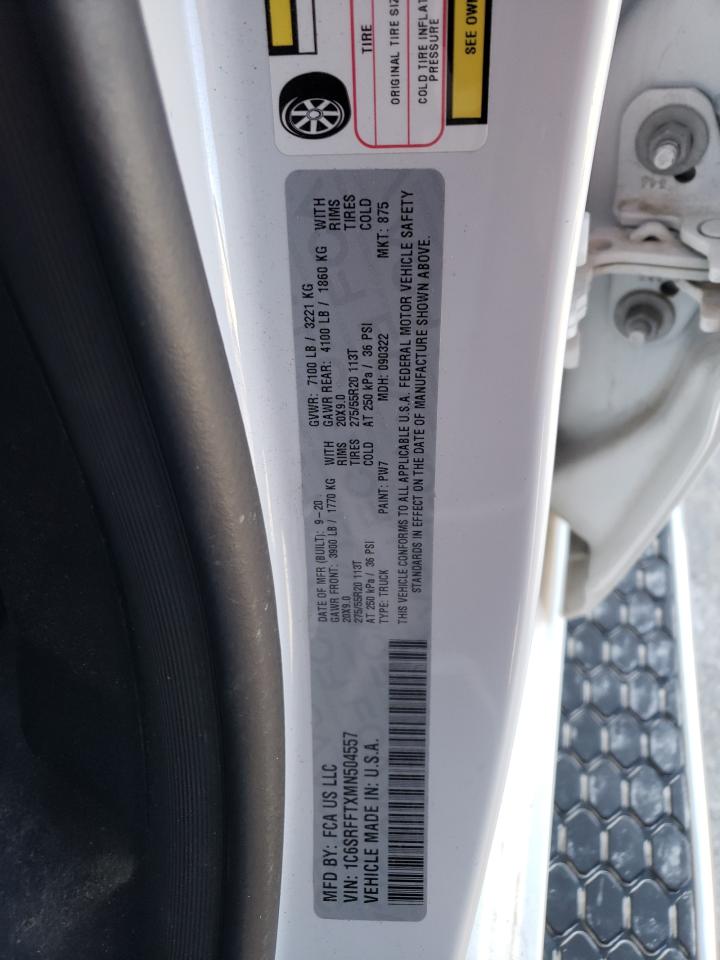 TIRE
ORIGINAL TIRE SIZ
COLD TIRE INFLAT
PRESSURE
SEE OWN
MFD BY: FCA US LLC
VIN: 1C6SRFFTXMN504557
VEHICLE MADE IN: U.S.A.
DATE OF MFR (BUILT): 9-20 GVWR: 7100 LB / 3221 KG
GAWR FRONT: 3900 LB / 1770 KG WITH GAWR REAR: 4100 LB / 1860 KG WITH
20X9.0 RIMS 20X9.0 RIMS
275/55R20 113T TIRES 275/55R20 113T TIRES
AT 250 kPa / 36 PSI COLD AT 250 kPa / 36 PSI COLD
TYPE: TRUCK PAINT: PW7 MDH: 090322 MKT: 875
THIS VEHICLE CONFORMS TO ALL APPLICABLE U.S.A. FEDERAL MOTOR VEHICLE SAFETY
STANDARDS IN EFFECT ON THE DATE OF MANUFACTURE SHOWN ABOVE.